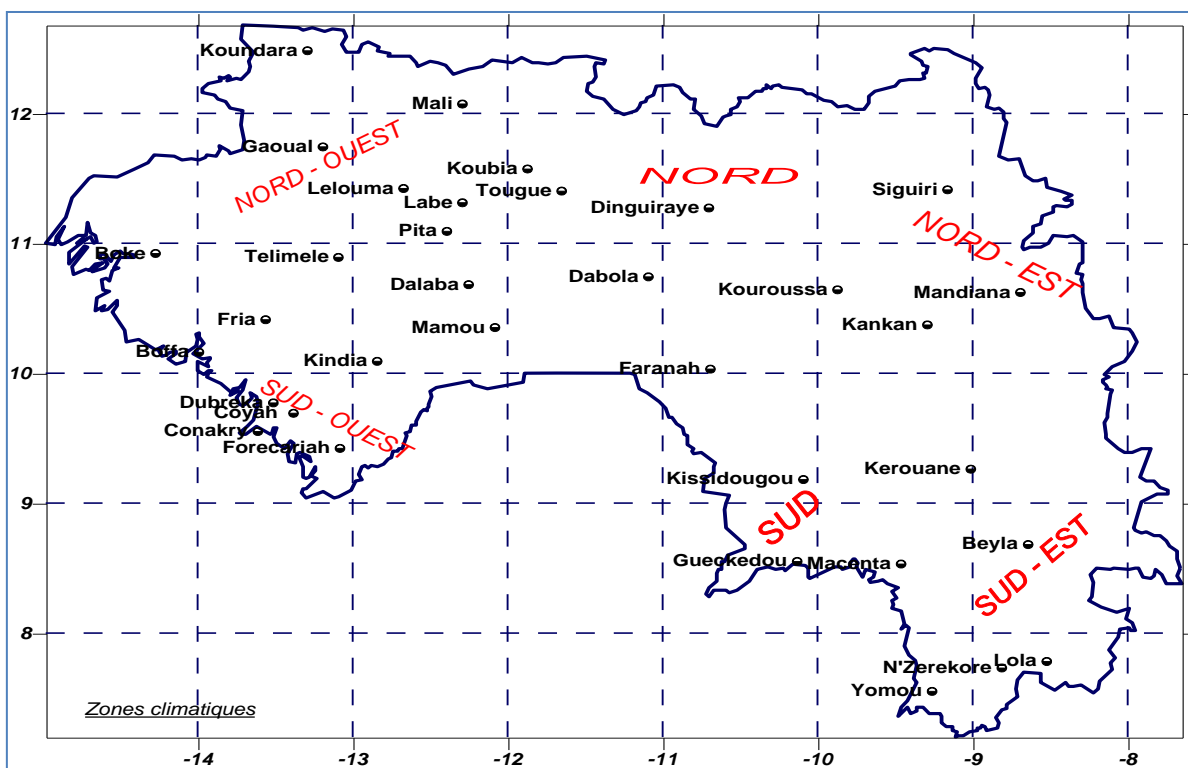 Koundara
Mali
12
Gaoual
NORD - OUEST
Koubia
NORD
Lelouma
Tougue
Siguiri
Labe
Dinguiraye
Pita
NORD - EST
11
Boke
Telimele
Dabola
Dalaba
Kouroussa
Mandiana
Fria
Mamou
Kankan
Boffa
Kindia
Faranah
10
Dubreka
SUD - OUEST
Coyah
Conakry
Forecariah
Kerouane
Kissidougou
9
SUD
Beyla
SUD - EST
Gueckedou
Macenta
8
Lola
N'Zerekore
Yomou
Zones climatiques
-14
-13
-12
-11
-10
-9
-8